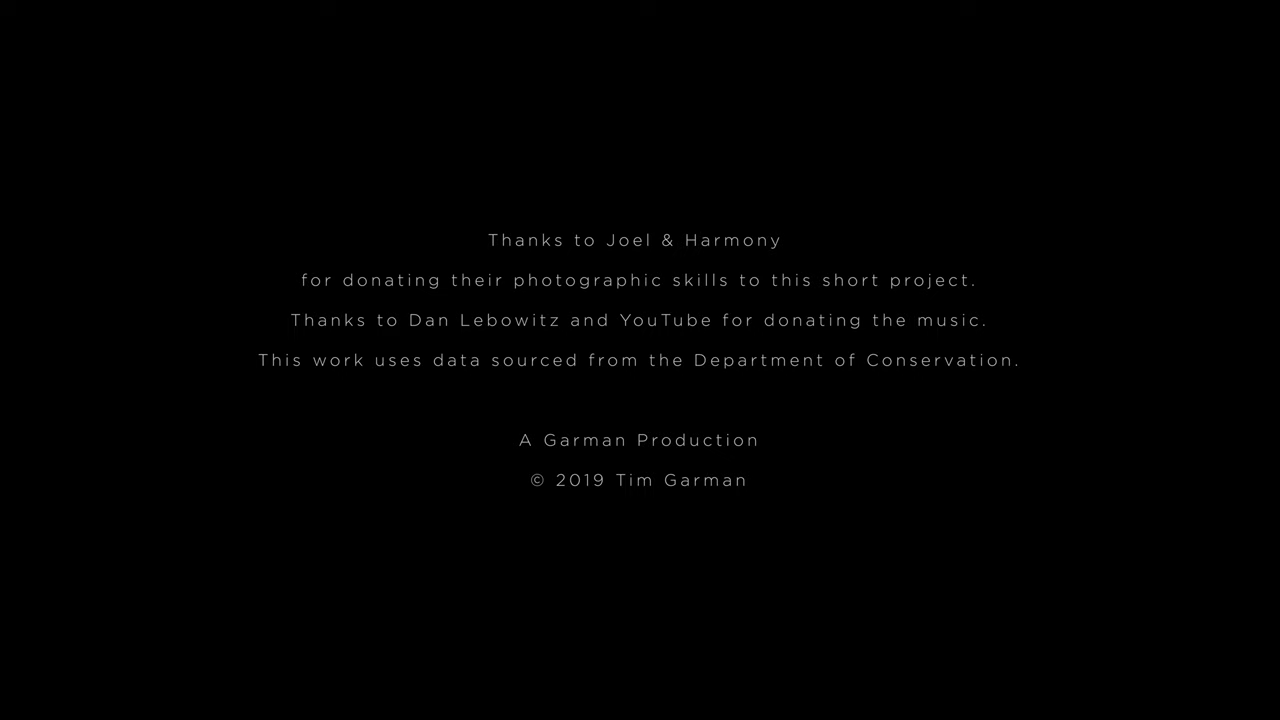 Thanks to Joel & Harmony
for donating their photographic skills to this short project.
Thanks to Dan Lebowitz and YouTube for donating the music.
This work uses data sourced from the Department of Conservation.
A Garman Production
© 2019 Tim Garman